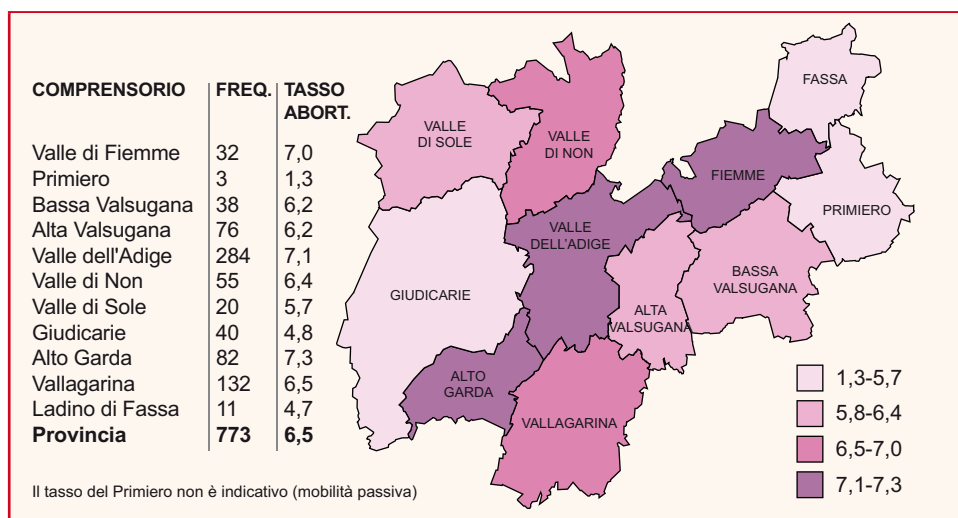 COMPRENSORIO FREQ. TASSO
ABORT.
Valle di Fiemme 32 7,0
Primiero 3 1,3
Bassa Valsugana 38 6,2
Alta Valsugana 76 6,2
Valle dell'Adige 284 7,1
Valle di Non 55 6,4
Valle di Sole 20 5,7
Giudicarie 40 4,8
Alto Garda 82 7,3
Vallagarina 132 6,5
Ladino di Fassa 11 4,7
Provincia 773 6,5
Il tasso del Primiero non è indicativo (mobilità passiva)
FASSA
VALLE
DI SOLE
VALLE
DI NON
FIEMME
PRIMIERO
VALLE
DELL'ADIGE
BASSA
VALSUGANA
GIUDICARIE
ALTA
VALSUGANA
ALTO
GARDA
VALLAGARINA
1,3-5,7
5,8-6,4
6,5-7,0
7,1-7,3